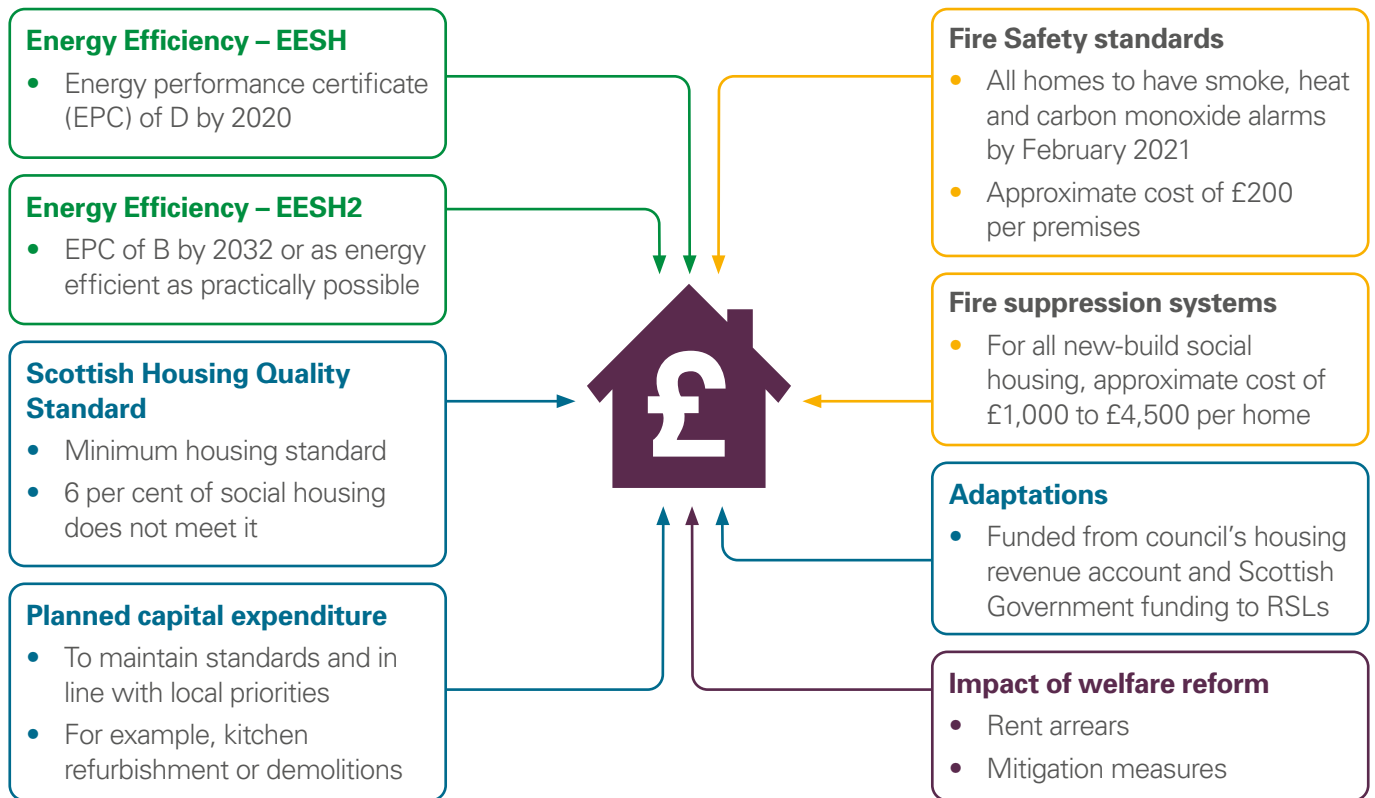 Energy Efficiency – EESH
• Energy performance certificate
(EPC) of D by 2020
Energy Efficiency – EESH2
• EPC of B by 2032 or as energy
efficient as practically possible
Scottish Housing Quality
Standard
• Minimum housing standard
• 6 per cent of social housing
does not meet it
Planned capital expenditure
• To maintain standards and in
line with local priorities
• For example, kitchen
refurbishment or demolitions
£
Fire Safety standards
• All homes to have smoke, heat
and carbon monoxide alarms
by February 2021
• Approximate cost of £200
per premises
Fire suppression systems
• For all new-build social
housing, approximate cost of
£1,000 to £4,500 per home
Adaptations
• Funded from council’s housing
revenue account and Scottish
Government funding to RSLs
Impact of welfare reform
• Rent arrears
• Mitigation measures